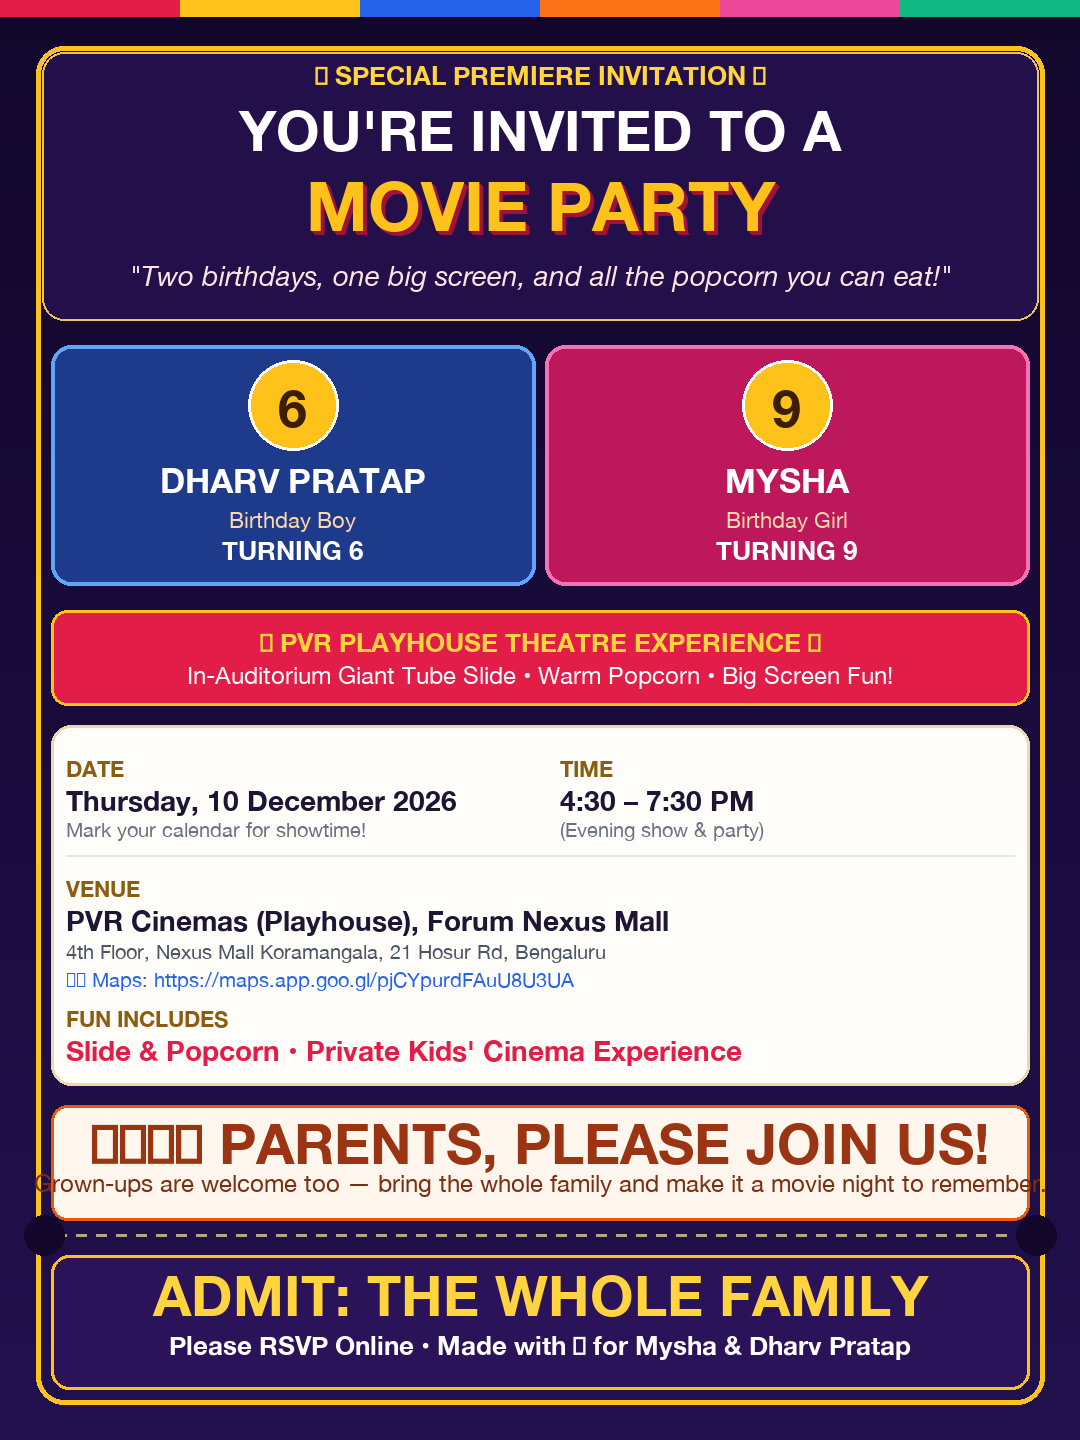 ▯ SPECIAL PREMIERE INVITATION ▯
YOU'RE INVITED TO A
MOVIE PARTY
"Two birthdays, one big screen, and all the popcorn you can eat!"
6
DHARV PRATAP
Birthday Boy
TURNING 6
9
MYSHA
Birthday Girl
TURNING 9
▯ PVR PLAYHOUSE THEATRE EXPERIENCE ▯
In-Auditorium Giant Tube Slide • Warm Popcorn • Big Screen Fun!
DATE
Thursday, 10 December 2026
Mark your calendar for showtime!
TIME
4:30 – 7:30 PM
(Evening show & party)
VENUE
PVR Cinemas (Playhouse), Forum Nexus Mall
4th Floor, Nexus Mall Koramangala, 21 Hosur Rd, Bengaluru
▯▯ Maps: https://maps.app.goo.gl/pjCYpurdFAuU8U3UA
FUN INCLUDES
Slide & Popcorn • Private Kids' Cinema Experience
▯▯▯▯ PARENTS, PLEASE JOIN US!
Grown-ups are welcome too — bring the whole family and make it a movie night to remember.
ADMIT: THE WHOLE FAMILY
Please RSVP Online • Made with ▯ for Mysha & Dharv Pratap